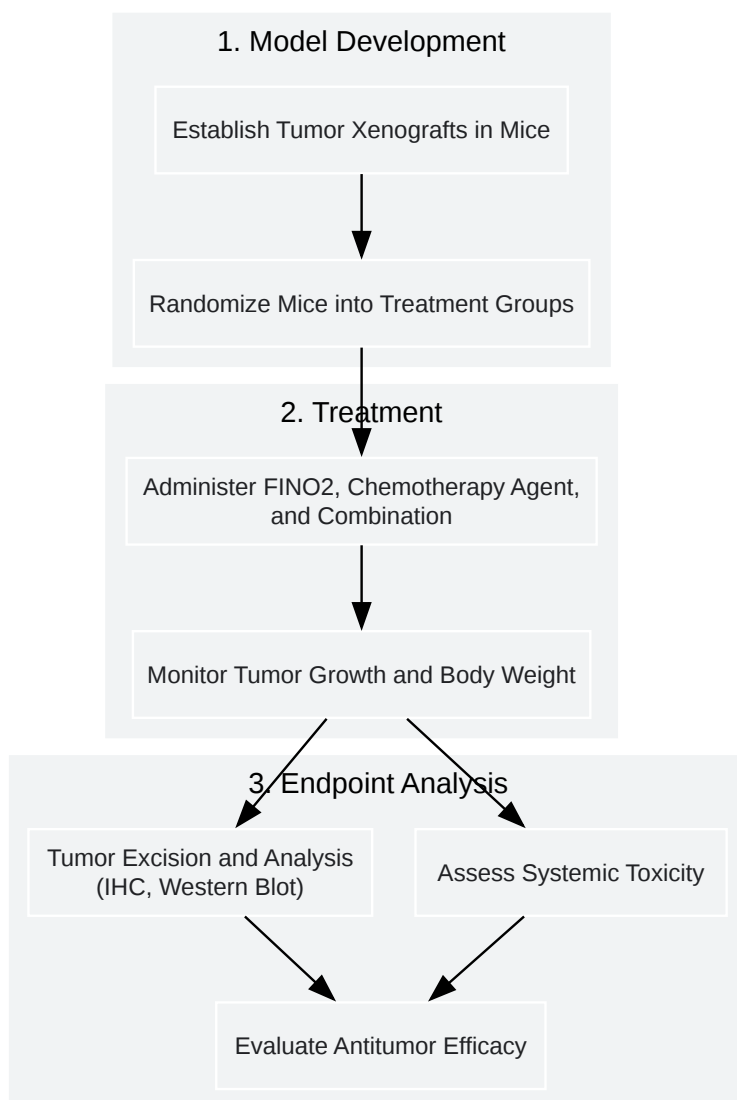 1. Model Development
Establish Tumor Xenografts in Mice
Randomize Mice into Treatment Groups
2. Treatment
Administer FINO2, Chemotherapy Agent,
and Combination
Monitor Tumor Growth and Body Weight
3. Endpoint Analysis
Tumor Excision and Analysis
(IHC, Western Blot)
Assess Systemic Toxicity
Evaluate Antitumor Efficacy